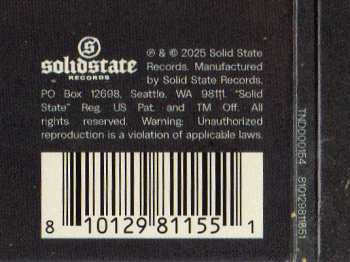 solidstate
RECORDS
℗ & © 2025 Solid State
Records. Manufactured
by Solid State Records,
PO Box 12698, Seattle, WA 98111. "Solid
State" Reg. US Pat. and TM Off. All
rights reserved. Warning: Unauthorized
reproduction is a violation of applicable laws.
8 10129 81155 1
TND000154 810129811551